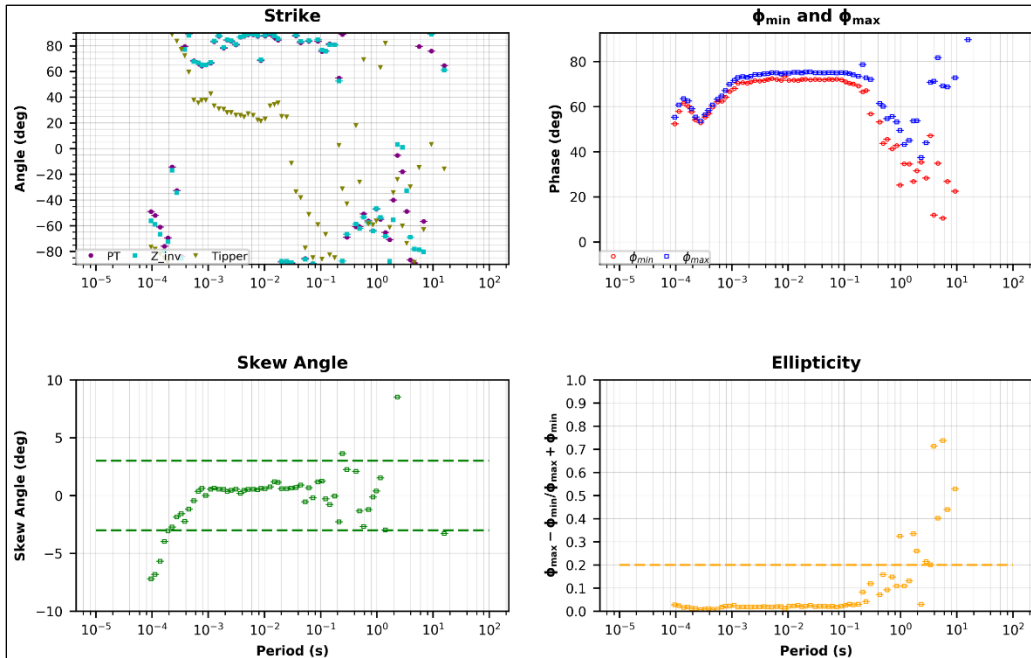 Strike
Angle (deg)
80
60
40
20
0
−20
−40
−60
−80
PT Z_inv Tipper
10⁻⁵ 10⁻⁴ 10⁻³ 10⁻² 10⁻¹ 10⁰ 10¹ 10²
ϕmin and ϕmax
Phase (deg)
80
60
40
20
0
ϕmin ϕmax
10⁻⁵ 10⁻⁴ 10⁻³ 10⁻² 10⁻¹ 10⁰ 10¹ 10²
Skew Angle
Skew Angle (deg)
10
5
0
−5
−10
10⁻⁵ 10⁻⁴ 10⁻³ 10⁻² 10⁻¹ 10⁰ 10¹ 10²
Period (s)
Ellipticity
ϕmax − ϕmin/ϕmax + ϕmin
1.0
0.9
0.8
0.7
0.6
0.5
0.4
0.3
0.2
0.1
0.0
10⁻⁵ 10⁻⁴ 10⁻³ 10⁻² 10⁻¹ 10⁰ 10¹ 10²
Period (s)